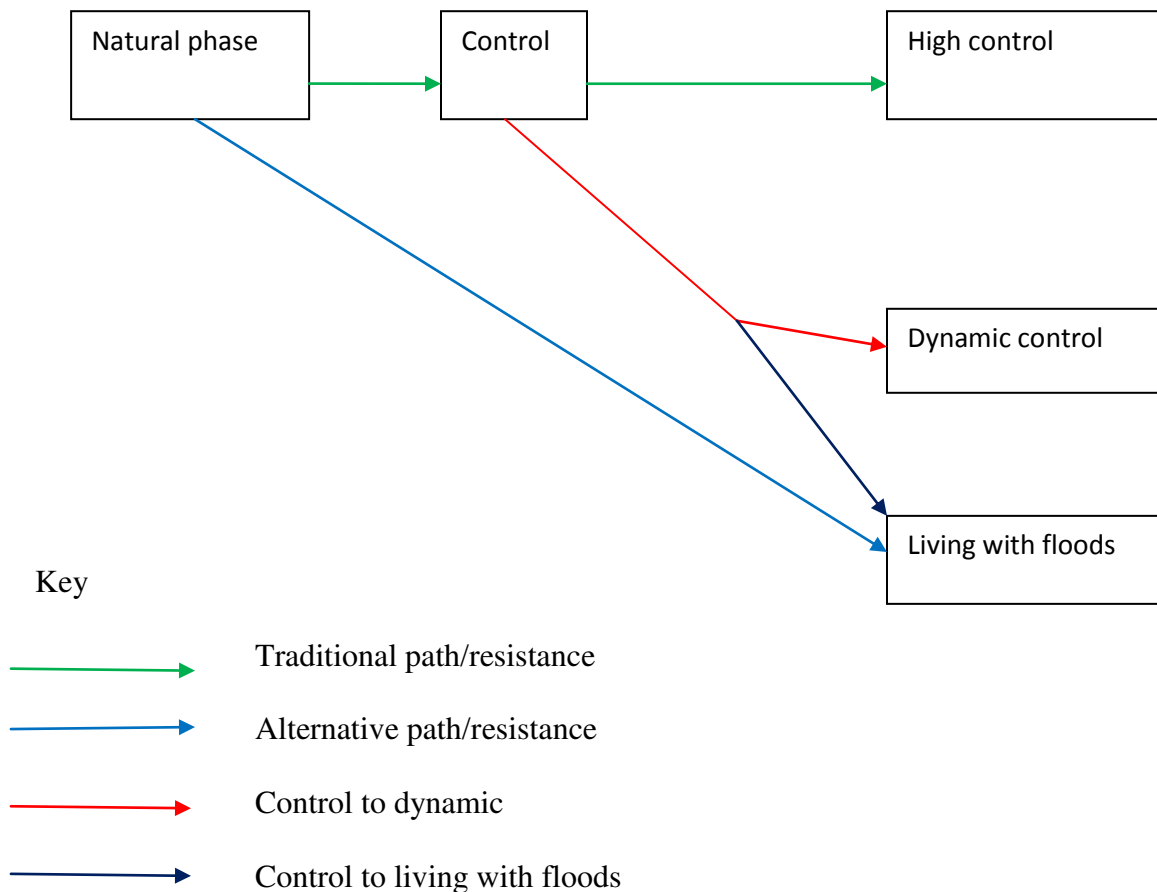 Natural phase
Control
High control
Dynamic control
Living with floods
Key
Traditional path/resistance
Alternative path/resistance
Control to dynamic
Control to living with floods